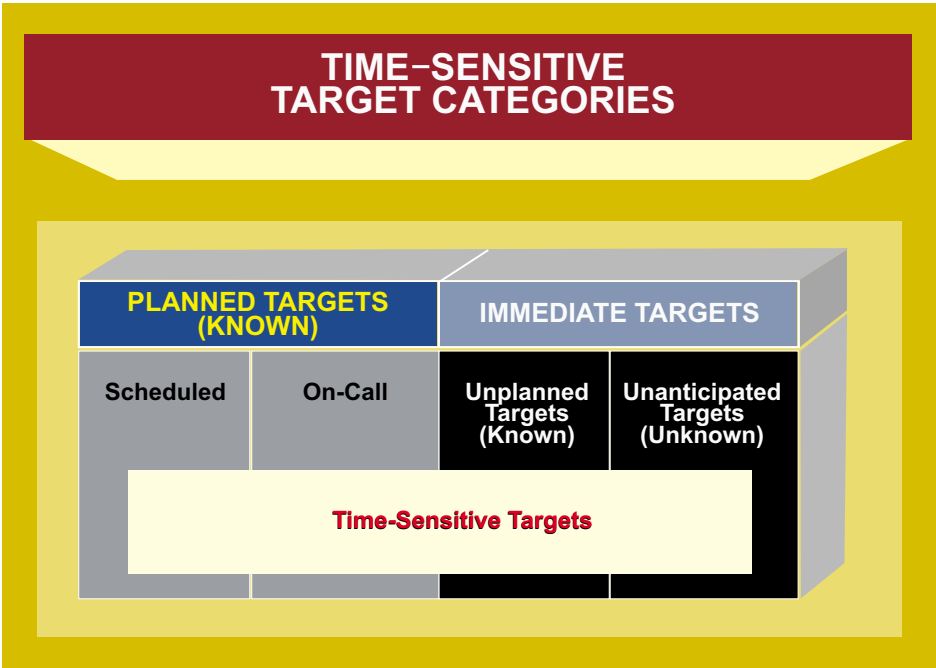 TIME–SENSITIVE
TARGET CATEGORIES
PLANNED TARGETS
(KNOWN)
IMMEDIATE TARGETS
Scheduled
On-Call
Unplanned
Targets
(Known)
Unanticipated
Targets
(Unknown)
Time-Sensitive Targets